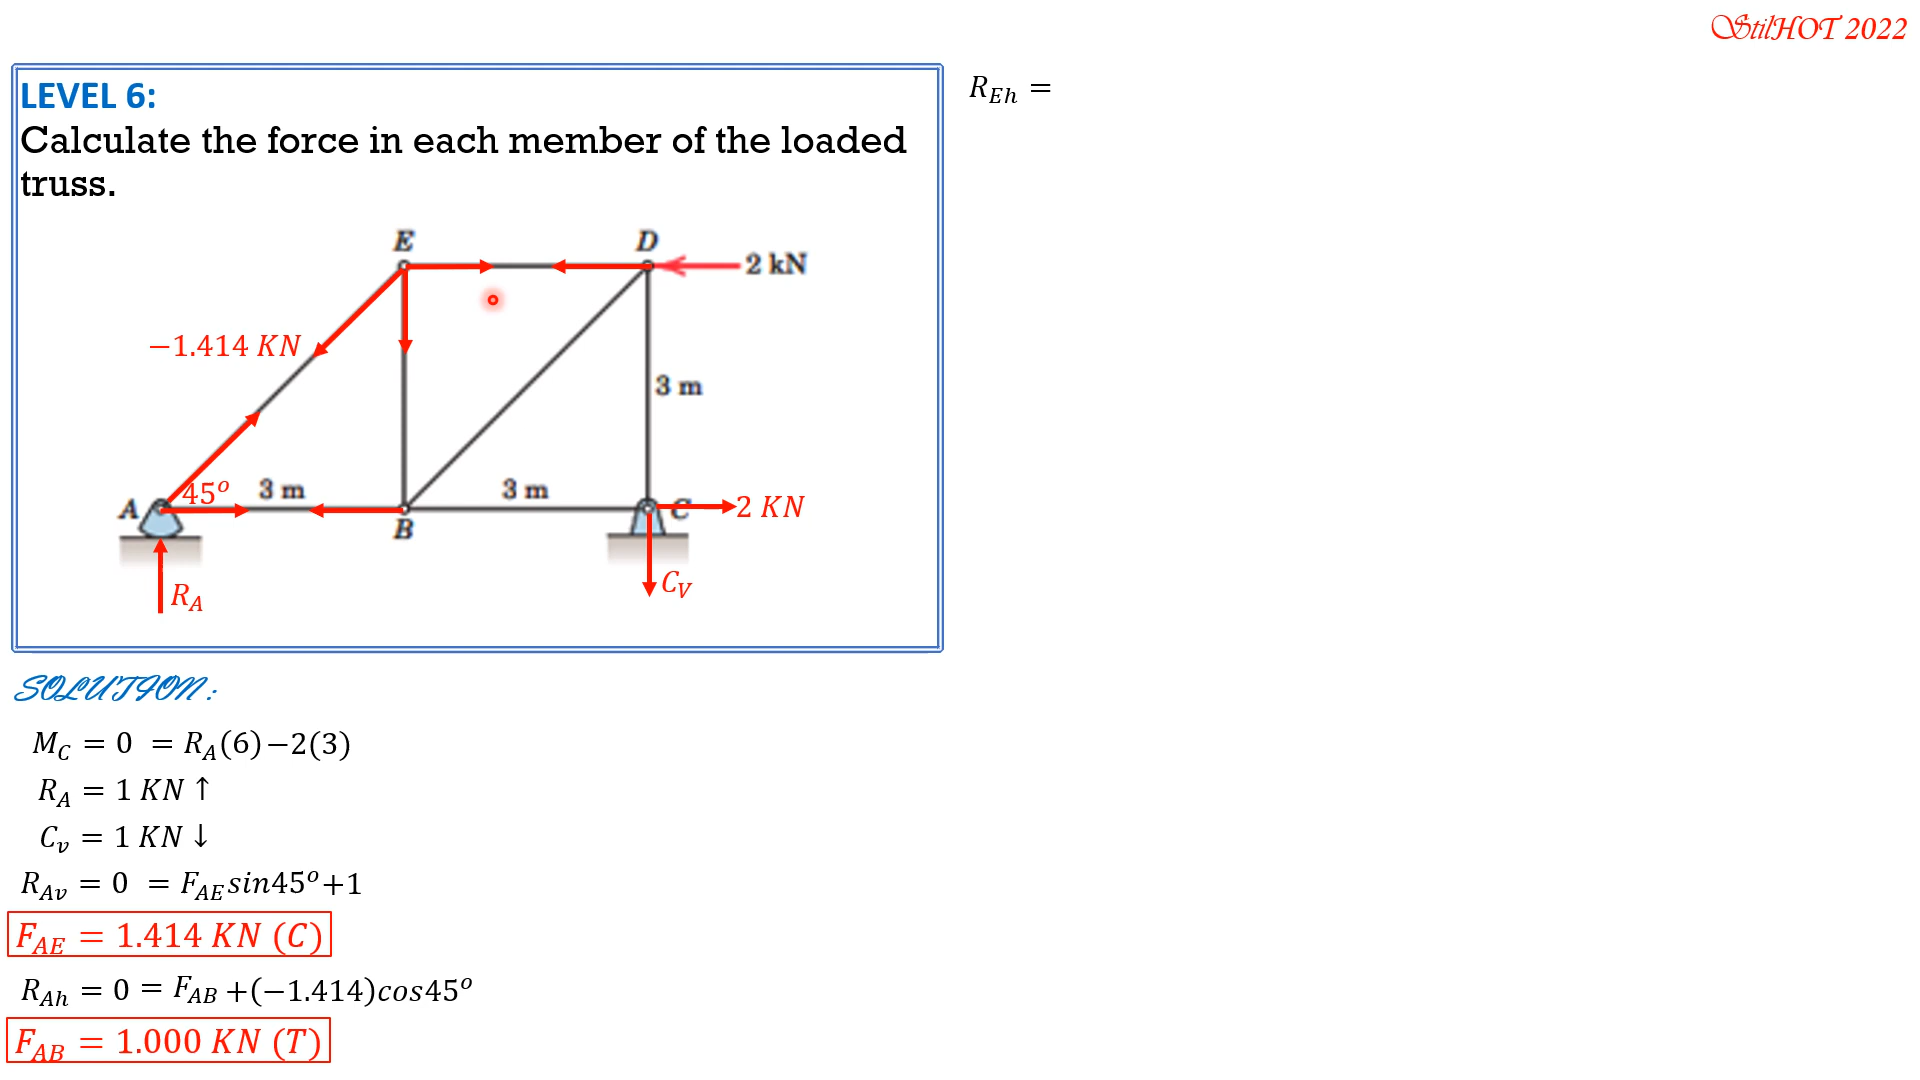 StilHOT 2022
LEVEL 6:
Calculate the force in each member of the loaded
truss.
E
D
2 kN
−1.414 KN
3 m
45° 3 m
3 m
A
B
C
2 KN
R_A
C_V
SOLUTION:
M_C = 0 = R_A(6)−2(3)
R_A = 1 KN ↑
C_v = 1 KN ↓
R_Av = 0 = F_AE sin45°+1
F_AE = 1.414 KN (C)
R_Ah = 0 = F_AB +(−1.414)cos45°
F_AB = 1.000 KN (T)
R_Eh =